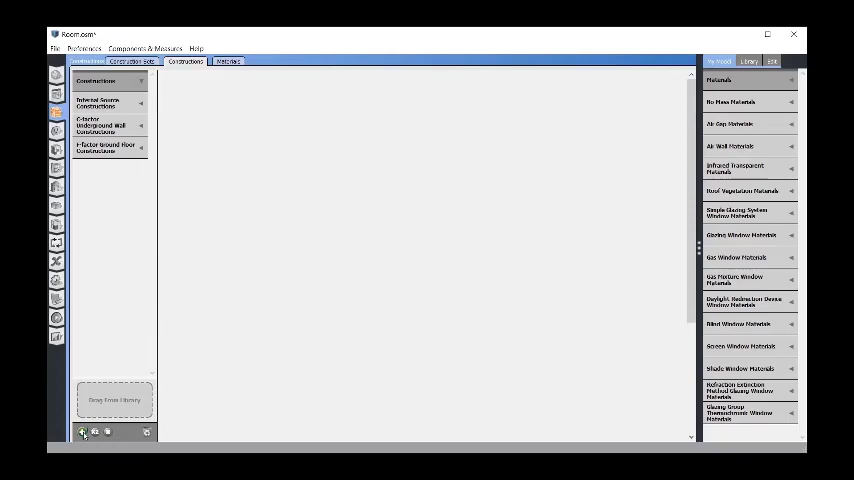 Room.osm*
File Preferences Components & Measures Help
Constructions Construction Sets Constructions Materials
My Model Library Edit
Constructions
Internal Source
Constructions
C-factor
Underground Wall
Constructions
F-factor Ground Floor
Constructions
Drag From Library
Materials
No Mass Materials
Air Gap Materials
Air Wall Materials
Infrared Transparent
Materials
Roof Vegetation Materials
Simple Glazing System
Window Materials
Glazing Window Materials
Gas Window Materials
Gas Mixture Window
Materials
Daylight Redirection Device
Window Materials
Blind Window Materials
Screen Window Materials
Shade Window Materials
Refraction Extinction
Method Glazing Window
Materials
Glazing Group
Thermochromic Window
Materials